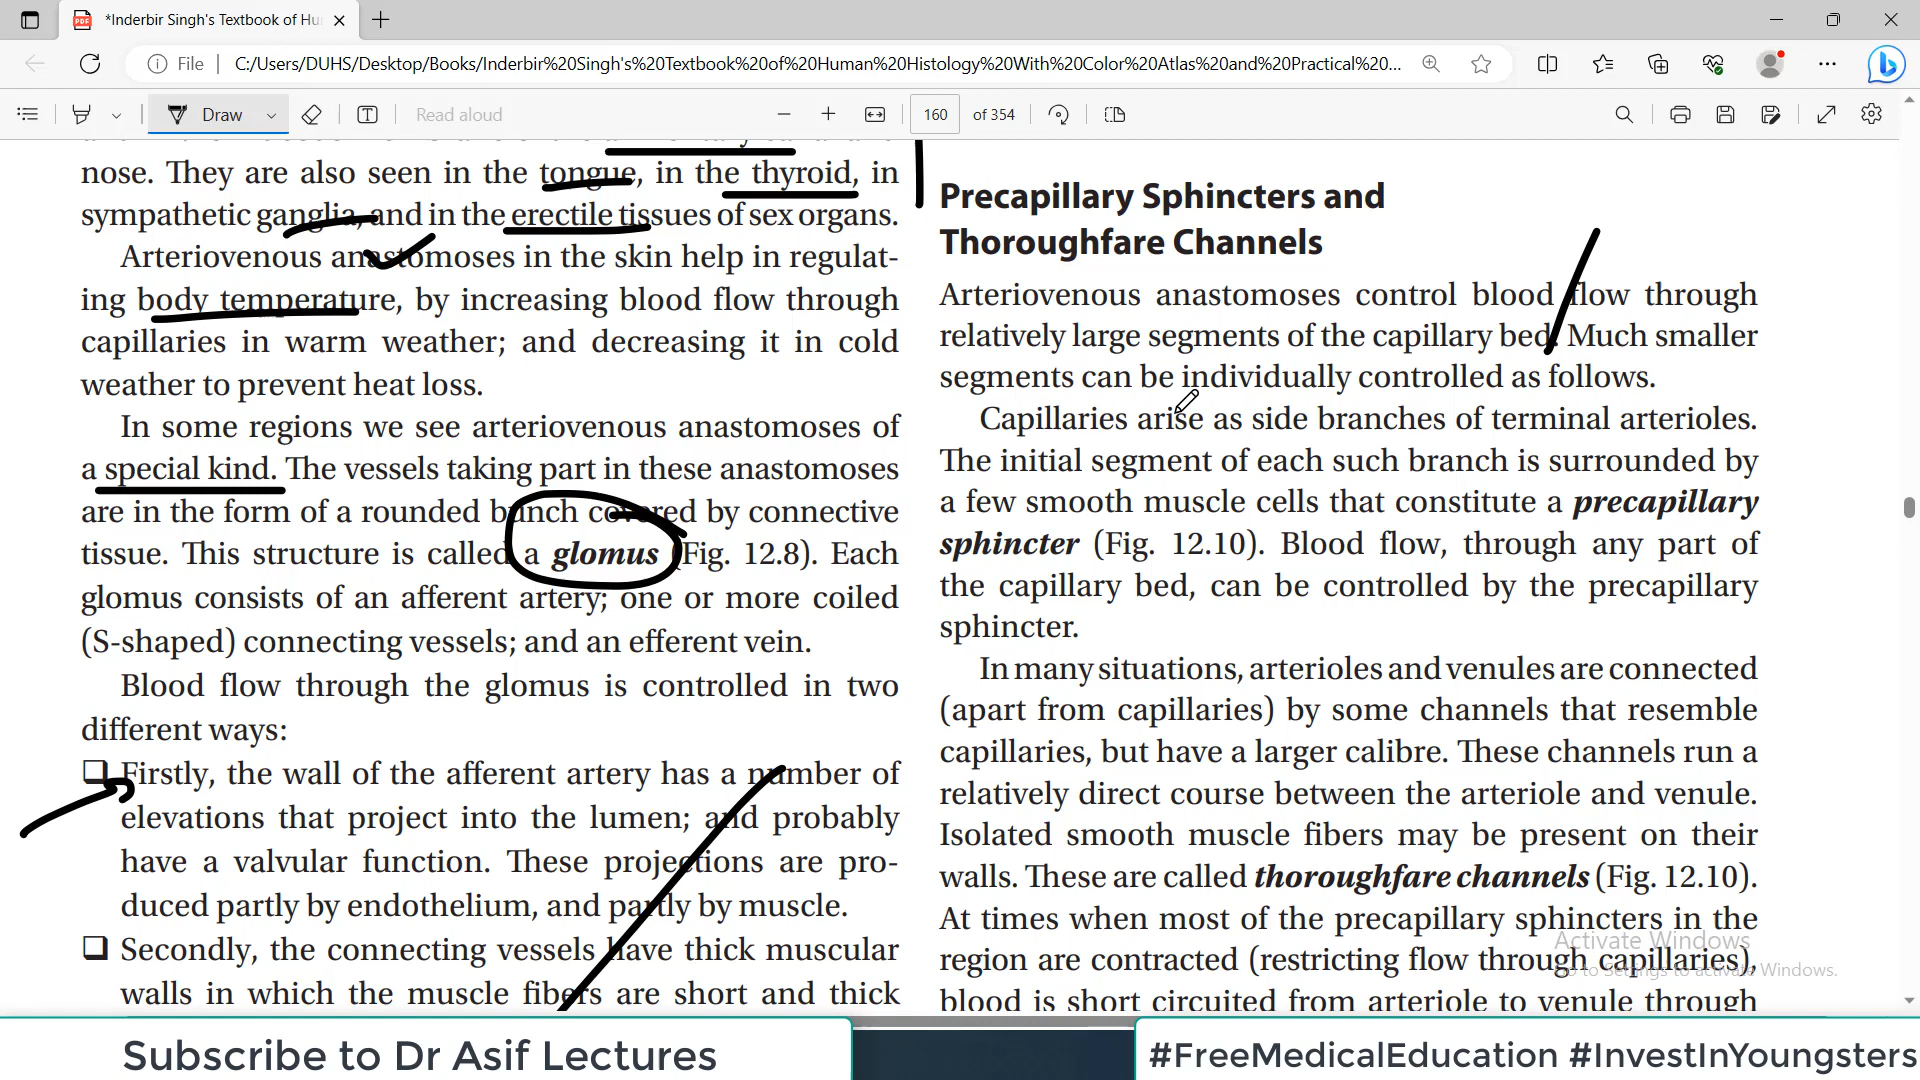 *Inderbir Singh's Textbook of Hu
File
C:/Users/DUHS/Desktop/Books/Inderbir%20Singh's%20Textbook%20of%20Human%20Histology%20With%20Color%20Atlas%20and%20Practical%20...
Draw
Read aloud
160 of 354
nose. They are also seen in the tongue, in the thyroid, in
sympathetic ganglia, and in the erectile tissues of sex organs.
Arteriovenous anastomoses in the skin help in regulat-
ing body temperature, by increasing blood flow through
capillaries in warm weather; and decreasing it in cold
weather to prevent heat loss.
In some regions we see arteriovenous anastomoses of
a special kind. The vessels taking part in these anastomoses
are in the form of a rounded bunch covered by connective
tissue. This structure is called a glomus (Fig. 12.8). Each
glomus consists of an afferent artery; one or more coiled
(S-shaped) connecting vessels; and an efferent vein.
Blood flow through the glomus is controlled in two
different ways:
❑ Firstly, the wall of the afferent artery has a number of
elevations that project into the lumen; and probably
have a valvular function. These projections are pro-
duced partly by endothelium, and partly by muscle.
❑ Secondly, the connecting vessels have thick muscular
walls in which the muscle fibers are short and thick
Precapillary Sphincters and
Thoroughfare Channels
Arteriovenous anastomoses control blood flow through
relatively large segments of the capillary bed. Much smaller
segments can be individually controlled as follows.
Capillaries arise as side branches of terminal arterioles.
The initial segment of each such branch is surrounded by
a few smooth muscle cells that constitute a precapillary
sphincter (Fig. 12.10). Blood flow, through any part of
the capillary bed, can be controlled by the precapillary
sphincter.
In many situations, arterioles and venules are connected
(apart from capillaries) by some channels that resemble
capillaries, but have a larger calibre. These channels run a
relatively direct course between the arteriole and venule.
Isolated smooth muscle fibers may be present on their
walls. These are called thoroughfare channels (Fig. 12.10).
At times when most of the precapillary sphincters in the
region are contracted (restricting flow through capillaries),
blood is short circuited from arteriole to venule through
Activate Windows
Go to Settings to activate Windows.
Subscribe to Dr Asif Lectures
#FreeMedicalEducation #InvestInYoungsters